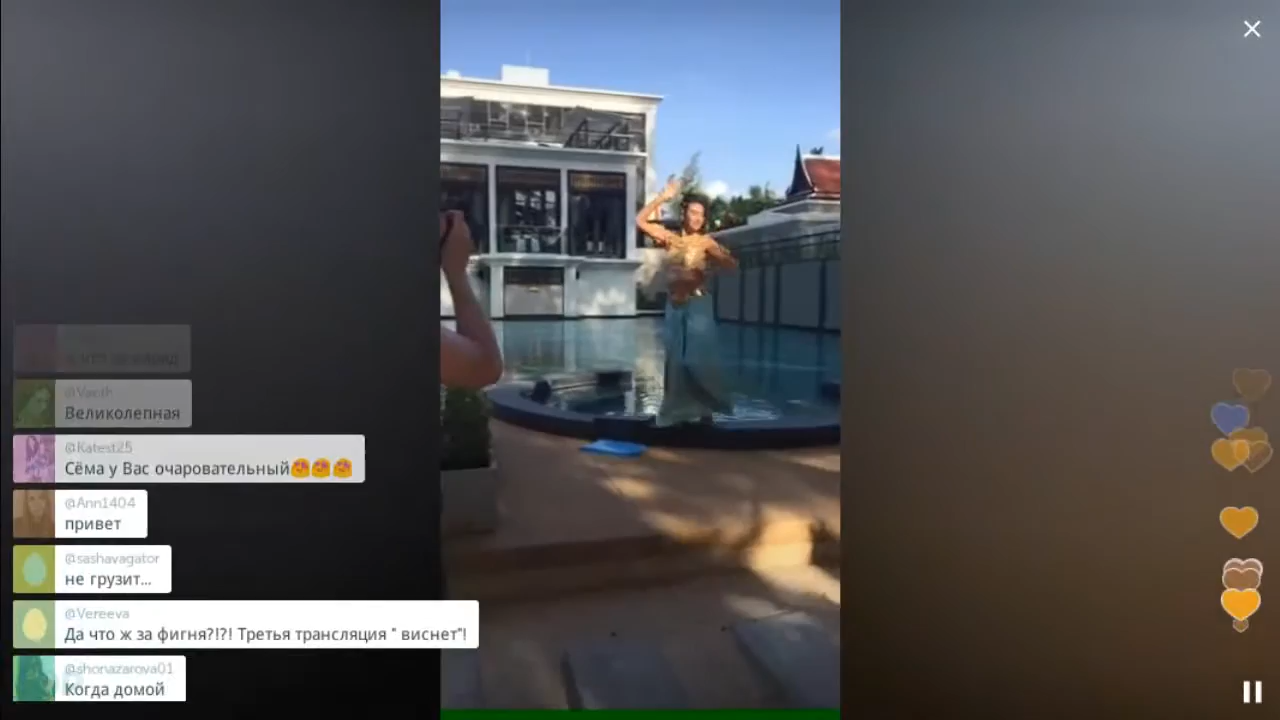 @Vaeth
Великолепная
@Katest25
Сёма у Вас очаровательный😍😍😍
@Ann1404
привет
@sashavagator
не грузит...
@Vereeva
Да что ж за фигня?!?! Третья трансляция " виснет"!
@shonazarova01
Когда домой